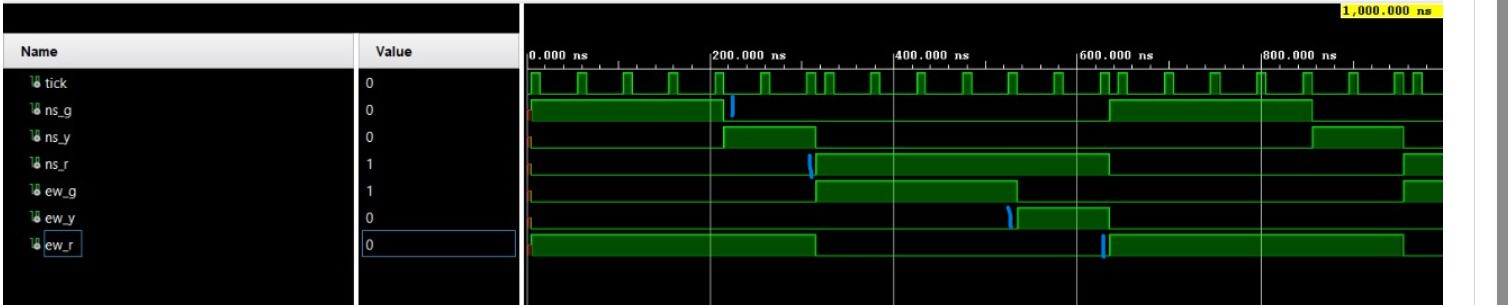 1,000.000 ns
Name Value
0.000 ns 200.000 ns 400.000 ns 600.000 ns 800.000 ns
tick 0
ns_g 0
ns_y 0
ns_r 1
ew_g 1
ew_y 0
ew_r 0